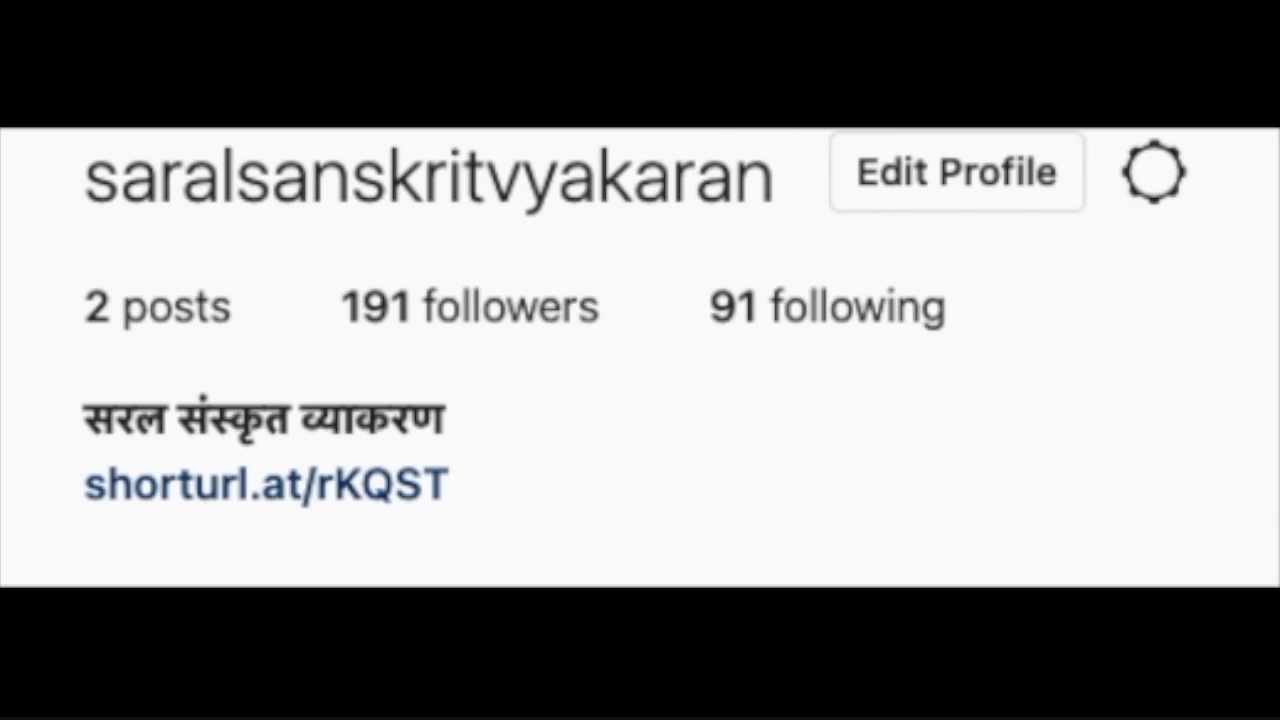 saralsanskritvyakaran Edit Profile
2 posts 191 followers 91 following
सरल संस्कृत व्याकरण
shorturl.at/rKQST